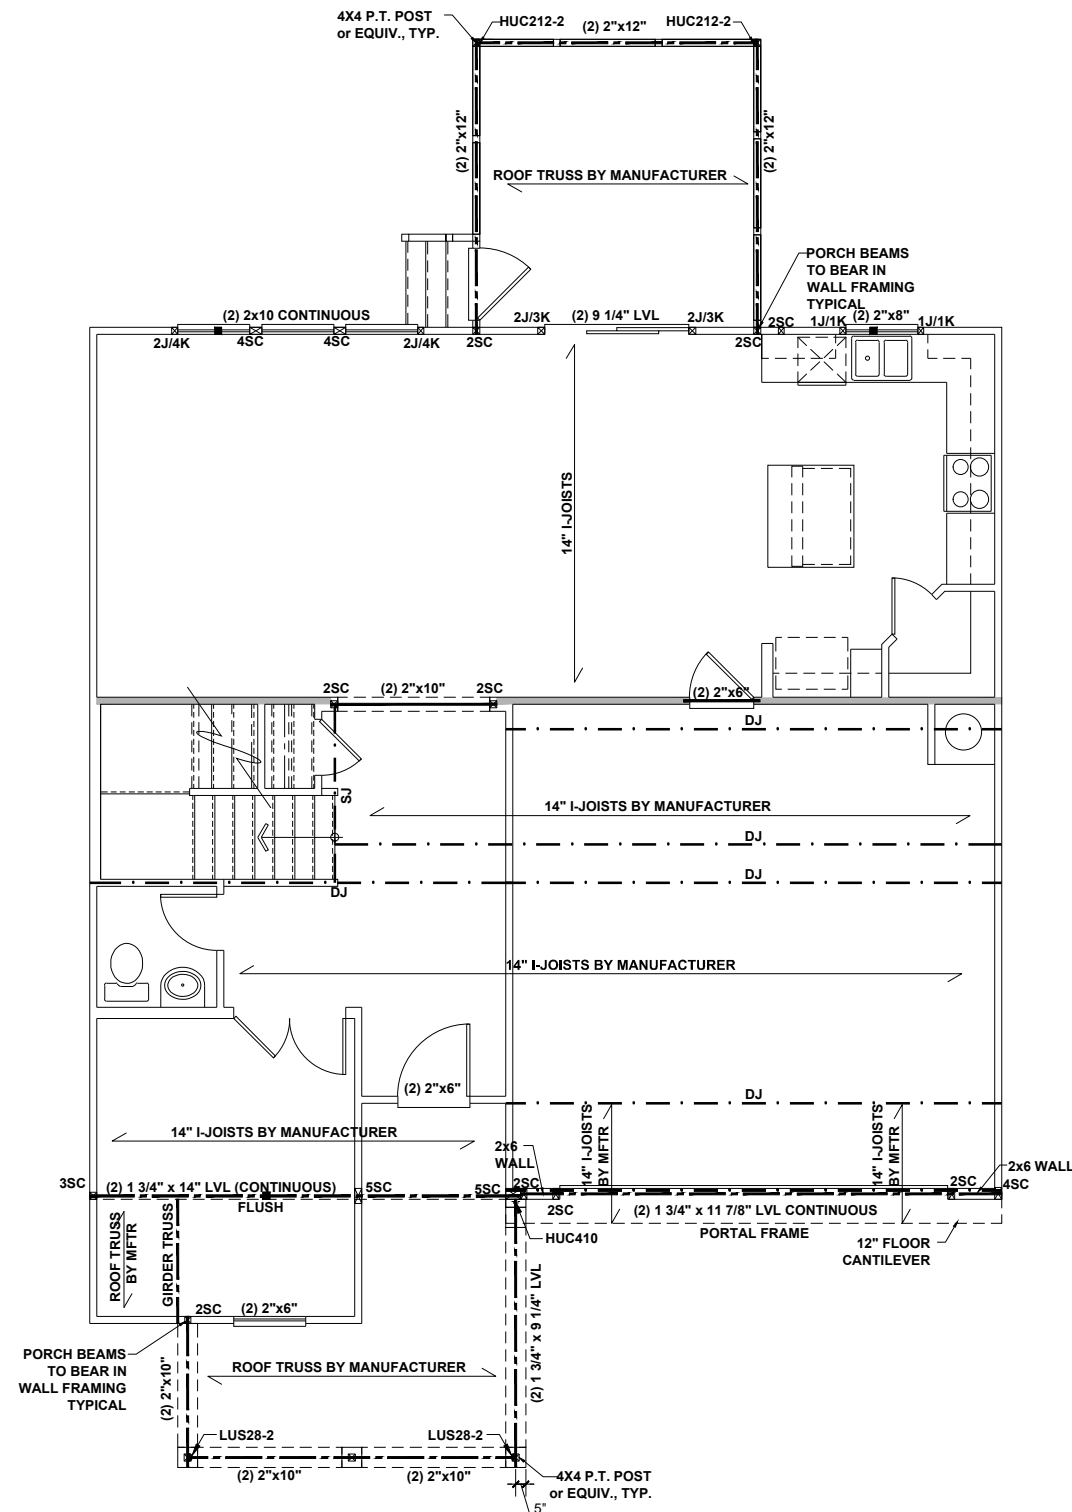 4X4 P.T. POST
or EQUIV., TYP.
HUC212-2
(2) 2"x12"
HUC212-2
(2) 2"x12"
(2) 2"x12"
ROOF TRUSS BY MANUFACTURER
PORCH BEAMS
TO BEAR IN
WALL FRAMING
TYPICAL
(2) 2x10 CONTINUOUS
2J/3K
(2) 9 1/4" LVL
2J/3K
2SC
1J/1K
(2) 2"x8"
1J/1K
2J/4K
4SC
4SC
2J/4K
2SC
2SC
14" I-JOISTS
2SC
(2) 2"x10"
2SC
(2) 2"x6"
DJ
SJ
14" I-JOISTS BY MANUFACTURER
DJ
DJ
DJ
14" I-JOISTS BY MANUFACTURER
(2) 2"x6"
DJ
14" I-JOISTS
BY MFTR
14" I-JOISTS
BY MFTR
14" I-JOISTS BY MANUFACTURER
2x6
WALL
2x6 WALL
3SC
(2) 1 3/4" x 14" LVL (CONTINUOUS)
FLUSH
5SC
5SC
2SC
2SC
2SC
4SC
(2) 1 3/4" x 11 7/8" LVL CONTINUOUS
PORTAL FRAME
12" FLOOR
CANTILEVER
HUC410
ROOF TRUSS
BY MFTR
GIRDER TRUSS
2SC
(2) 2"x6"
(2) 1 3/4" x 9 1/4" LVL
PORCH BEAMS
TO BEAR IN
WALL FRAMING
TYPICAL
(2) 2"x10"
ROOF TRUSS BY MANUFACTURER
LUS28-2
LUS28-2
(2) 2"x10"
(2) 2"x10"
4X4 P.T. POST
or EQUIV., TYP.
5"